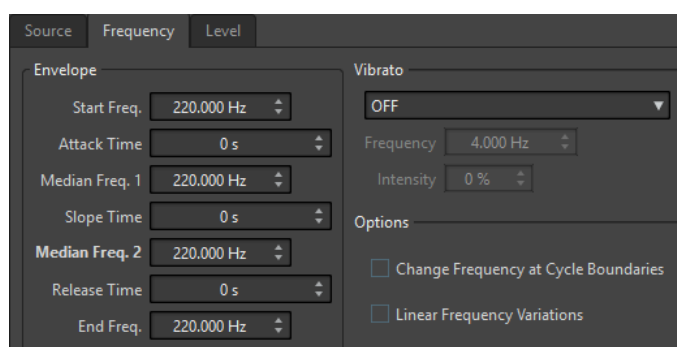 Source Frequency Level
Envelope
Start Freq. 220.000 Hz
Attack Time 0 s
Median Freq. 1 220.000 Hz
Slope Time 0 s
Median Freq. 2 220.000 Hz
Release Time 0 s
End Freq. 220.000 Hz
Vibrato
OFF
Frequency 4.000 Hz
Intensity 0 %
Options
Change Frequency at Cycle Boundaries
Linear Frequency Variations